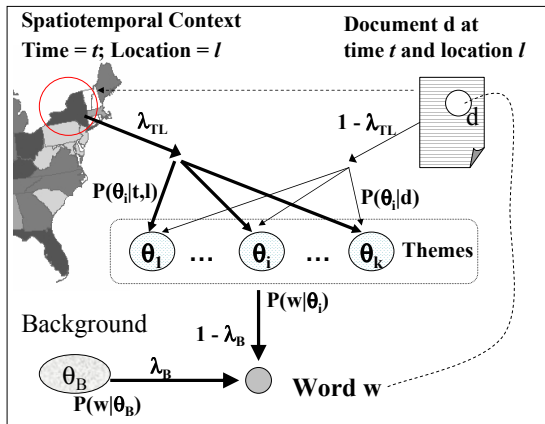 Spatiotemporal Context
Time = t; Location = l
Document d at
time t and location l
d
λTL
1 - λTL
P(θi|t,l)
P(θi|d)
θ1 ... θi ... θk Themes
P(w|θi)
Background
1 - λB
θB
λB
Word w
P(w|θB)